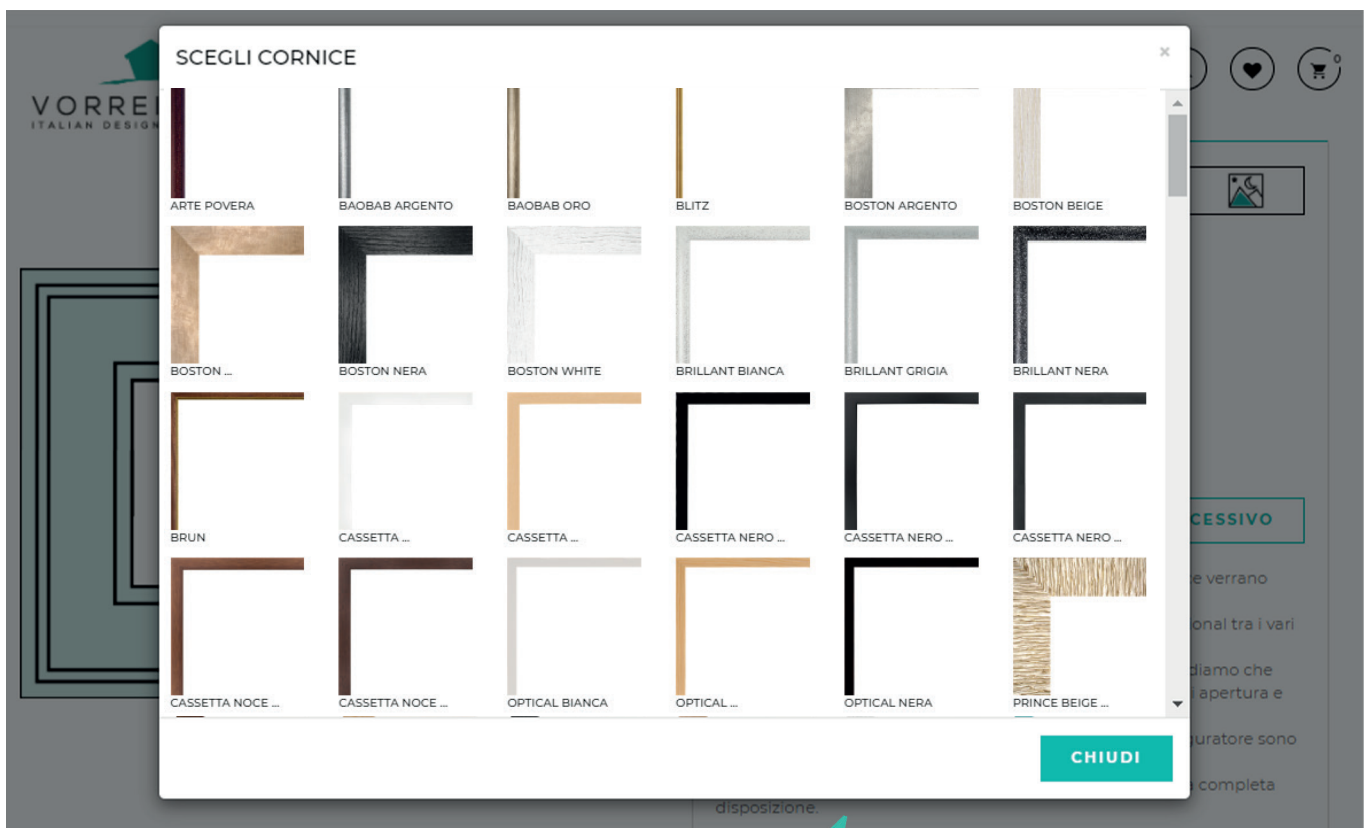 SCEGLI CORNICE
×
0
VORREI
ITALIAN DESIGN
ARTE POVERA BAOBAB ARGENTO BAOBAB ORO BLITZ BOSTON ARGENTO BOSTON BEIGE
BOSTON ... BOSTON NERA BOSTON WHITE BRILLANT BIANCA BRILLANT GRIGIA BRILLANT NERA
BRUN CASSETTA ... CASSETTA ... CASSETTA NERO ... CASSETTA NERO ... CASSETTA NERO ...
CASSETTA NOCE ... CASSETTA NOCE ... OPTICAL BIANCA OPTICAL ... OPTICAL NERA PRINCE BEIGE ...
CHIUDI
CESSIVO
e verrano
onal tra i vari
diamo che
i apertura e
guratore sono
completa
disposizione.